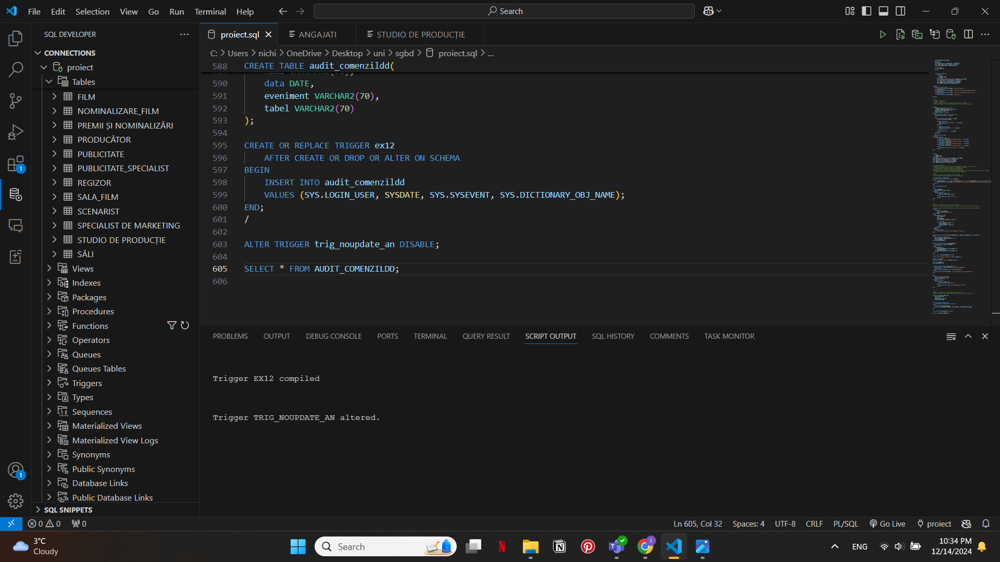 File Edit Selection View Go Run Terminal Help
Search
SQL DEVELOPER
CONNECTIONS
proiect
Tables
FILM
NOMINALIZARE_FILM
PREMII ȘI NOMINALIZĂRI
PRODUCĂTOR
PUBLICITATE
PUBLICITATE_SPECIALIST
REGIZOR
SALA_FILM
SCENARIST
SPECIALIST DE MARKETING
STUDIO DE PRODUCȚIE
SĂLI
Views
Indexes
Packages
Procedures
Functions
Operators
Queues
Queues Tables
Triggers
Types
Sequences
Materialized Views
Materialized View Logs
Synonyms
Public Synonyms
Database Links
Public Database Links
SQL SNIPPETS
1
1
proiect.sql ANGAJATI STUDIO DE PRODUCȚIE
C: > Users > nichi > OneDrive > Desktop > uni > sgbd > proiect.sql > ...
588 CREATE TABLE audit_comenzildd(
590 data DATE,
591 eveniment VARCHAR2(70),
592 tabel VARCHAR2(70)
593 );
594
595 CREATE OR REPLACE TRIGGER ex12
596 AFTER CREATE OR DROP OR ALTER ON SCHEMA
597 BEGIN
598 INSERT INTO audit_comenzildd
599 VALUES (SYS.LOGIN_USER, SYSDATE, SYS.SYSEVENT, SYS.DICTIONARY_OBJ_NAME);
600 END;
601 /
602
603 ALTER TRIGGER trig_noupdate_an DISABLE;
604
605 SELECT * FROM AUDIT_COMENZILDD;
606
PROBLEMS OUTPUT DEBUG CONSOLE PORTS TERMINAL QUERY RESULT SCRIPT OUTPUT SQL HISTORY COMMENTS TASK MONITOR
Trigger EX12 compiled
Trigger TRIG_NOUPDATE_AN altered.
0 0 0
Ln 605, Col 32 Spaces: 4 UTF-8 CRLF PL/SQL Go Live proiect
3°C
Cloudy
Search
ENG
10:34 PM
12/14/2024